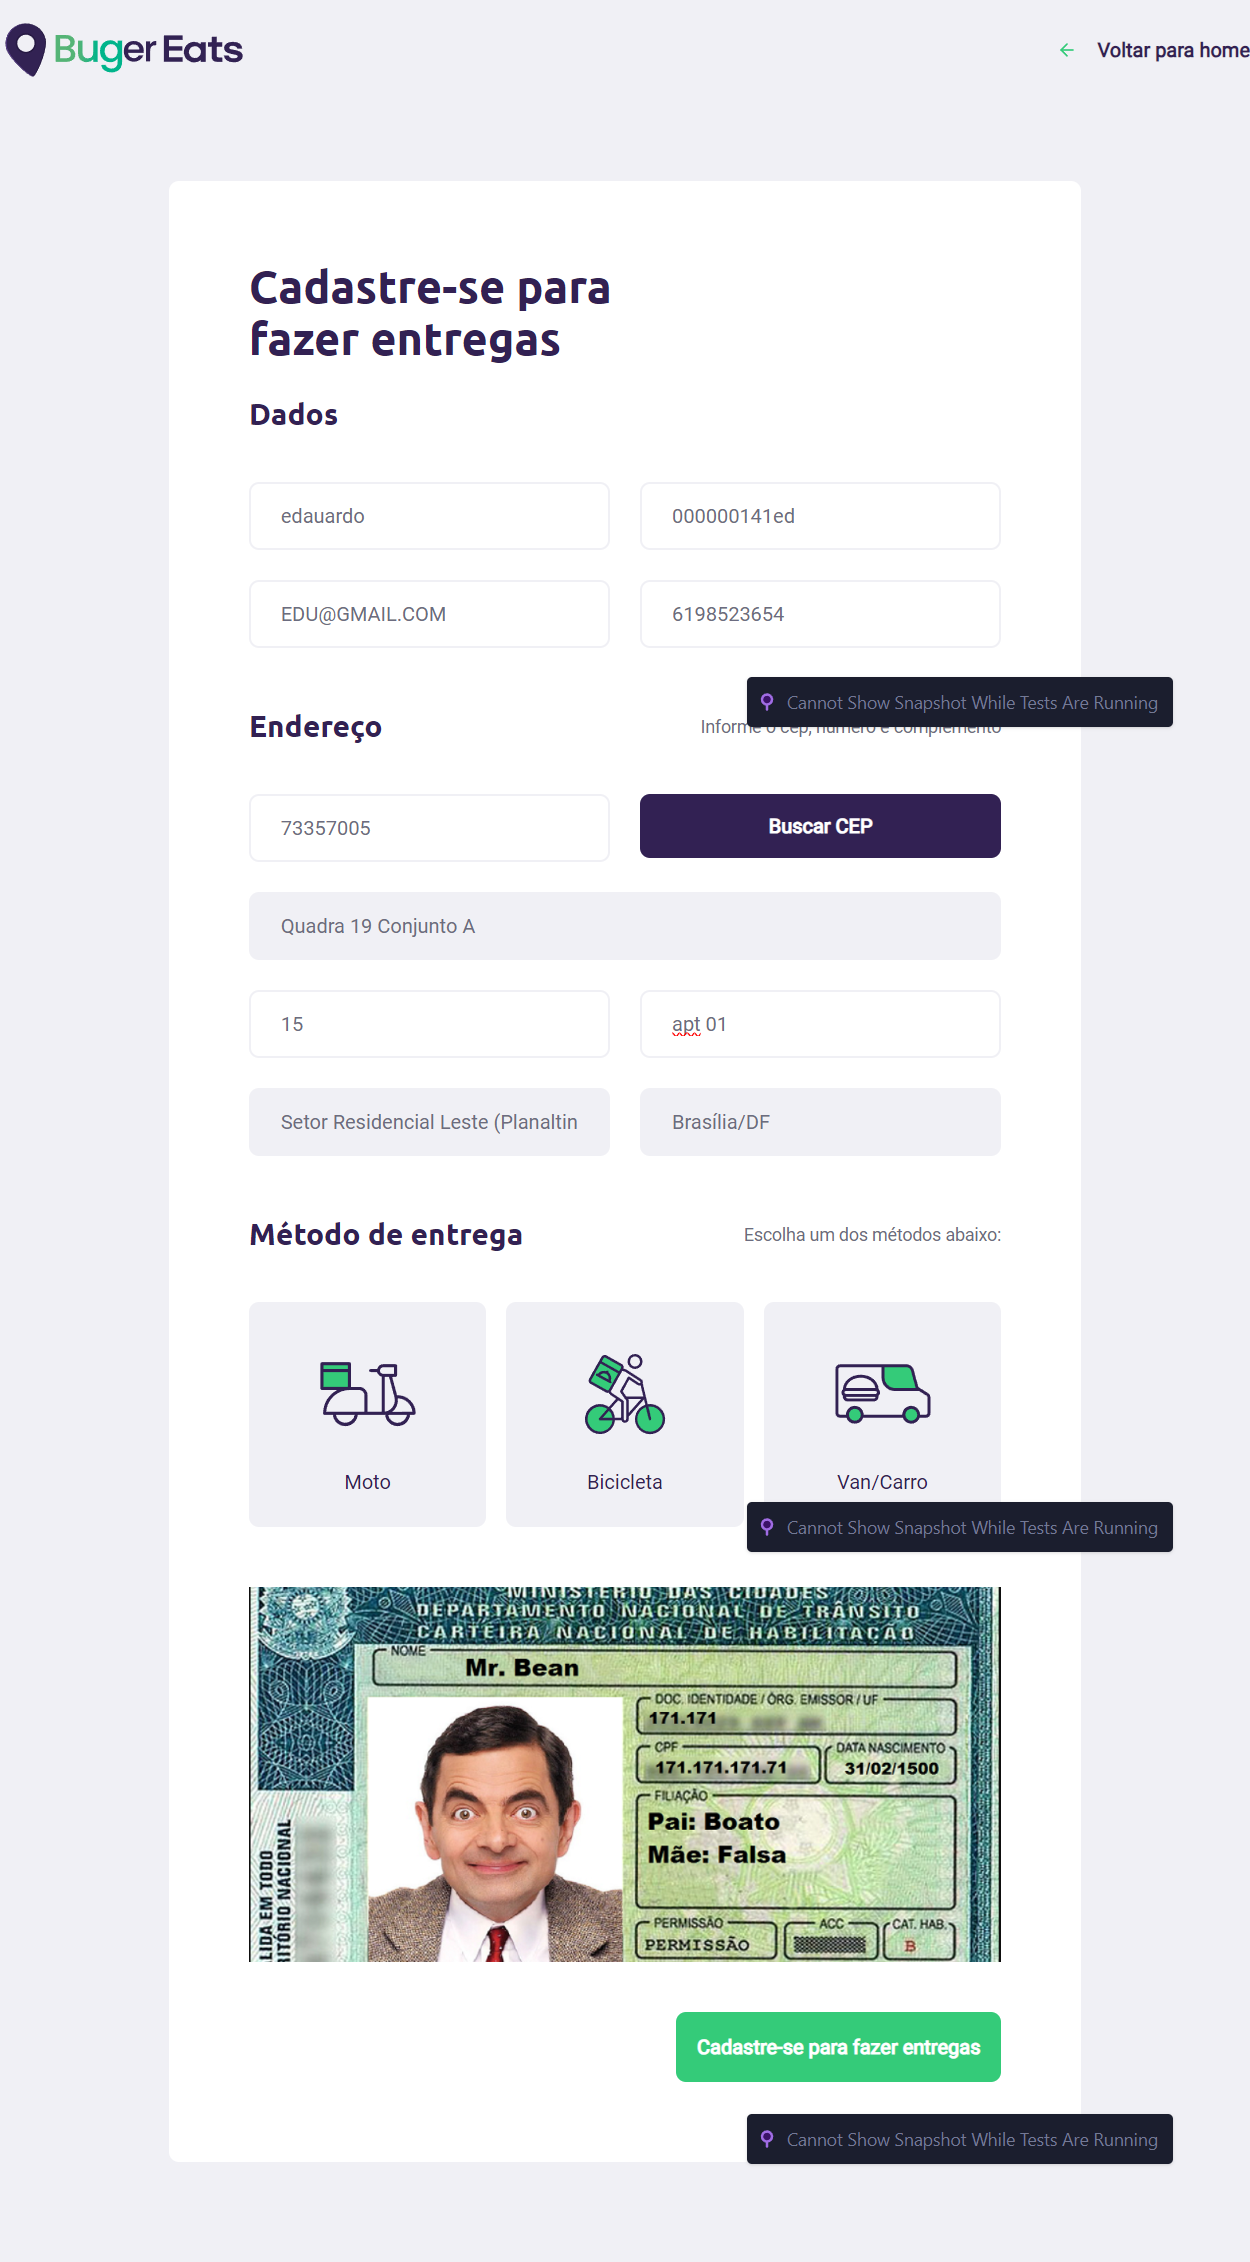 Buger Eats
Voltar para home
Cadastre-se para
fazer entregas
Dados
edauardo
000000141ed
EDU@GMAIL.COM
6198523654
Cannot Show Snapshot While Tests Are Running
Endereço
Informe o cep, número e complemento
73357005
Buscar CEP
Quadra 19 Conjunto A
15
apt 01
Setor Residencial Leste (Planaltin
Brasília/DF
Método de entrega
Escolha um dos métodos abaixo:
Moto
Bicicleta
Van/Carro
Cannot Show Snapshot While Tests Are Running
MINISTÉRIO DAS CIDADES
DEPARTAMENTO NACIONAL DE TRÂNSITO
CARTEIRA NACIONAL DE HABILITAÇÃO
NOME
Mr. Bean
DOC. IDENTIDADE / ÓRG. EMISSOR / UF
171.171
CPF
171.171.171.71
DATA NASCIMENTO
31/02/1500
FILIAÇÃO
Pai: Boato
Mãe: Falsa
PERMISSÃO
PERMISSÃO
ACC
CAT. HAB.
B
LIDA EM TODO
RITÓRIO NACIONAL
Cadastre-se para fazer entregas
Cannot Show Snapshot While Tests Are Running